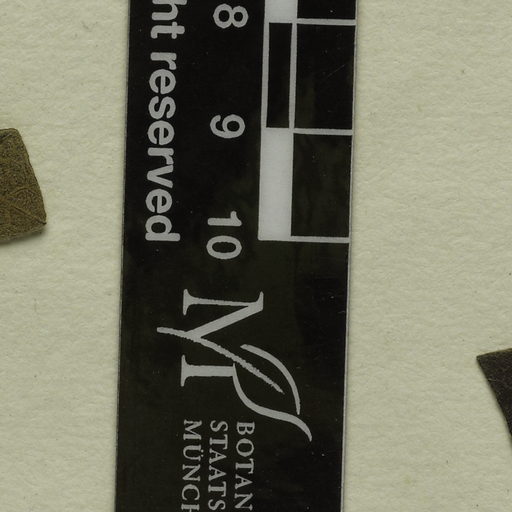 ht reserved
8
9
10
M
BOTAN
STAATS
MÜNCH